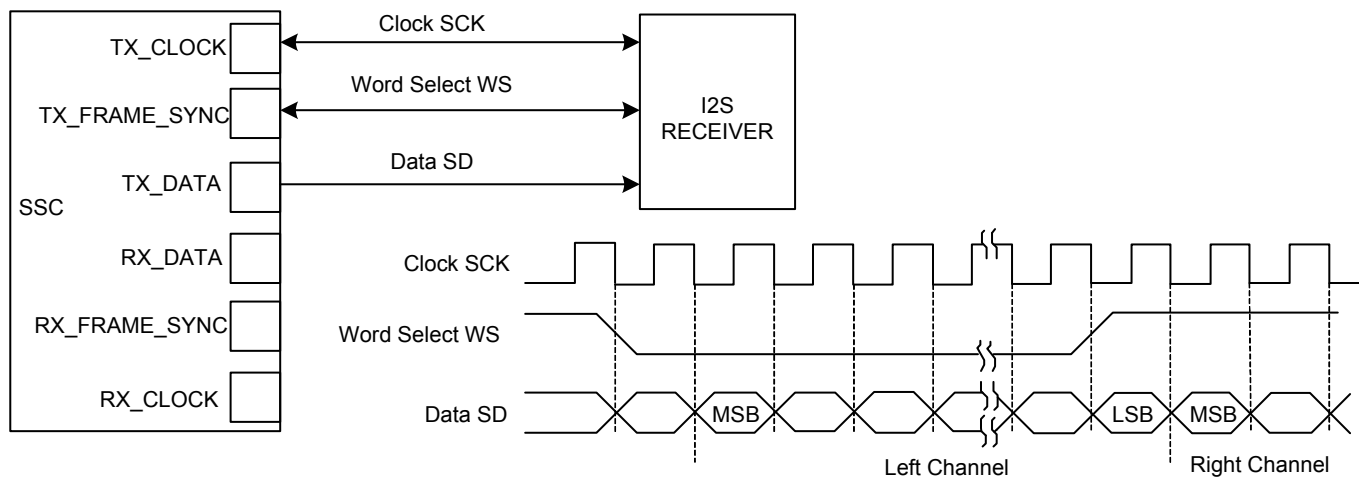 Clock SCK
TX_CLOCK
Word Select WS
TX_FRAME_SYNC
I2S
RECEIVER
Data SD
TX_DATA
SSC
RX_DATA
Clock SCK
RX_FRAME_SYNC
Word Select WS
RX_CLOCK
Data SD
MSB
LSB
MSB
Left Channel
Right Channel